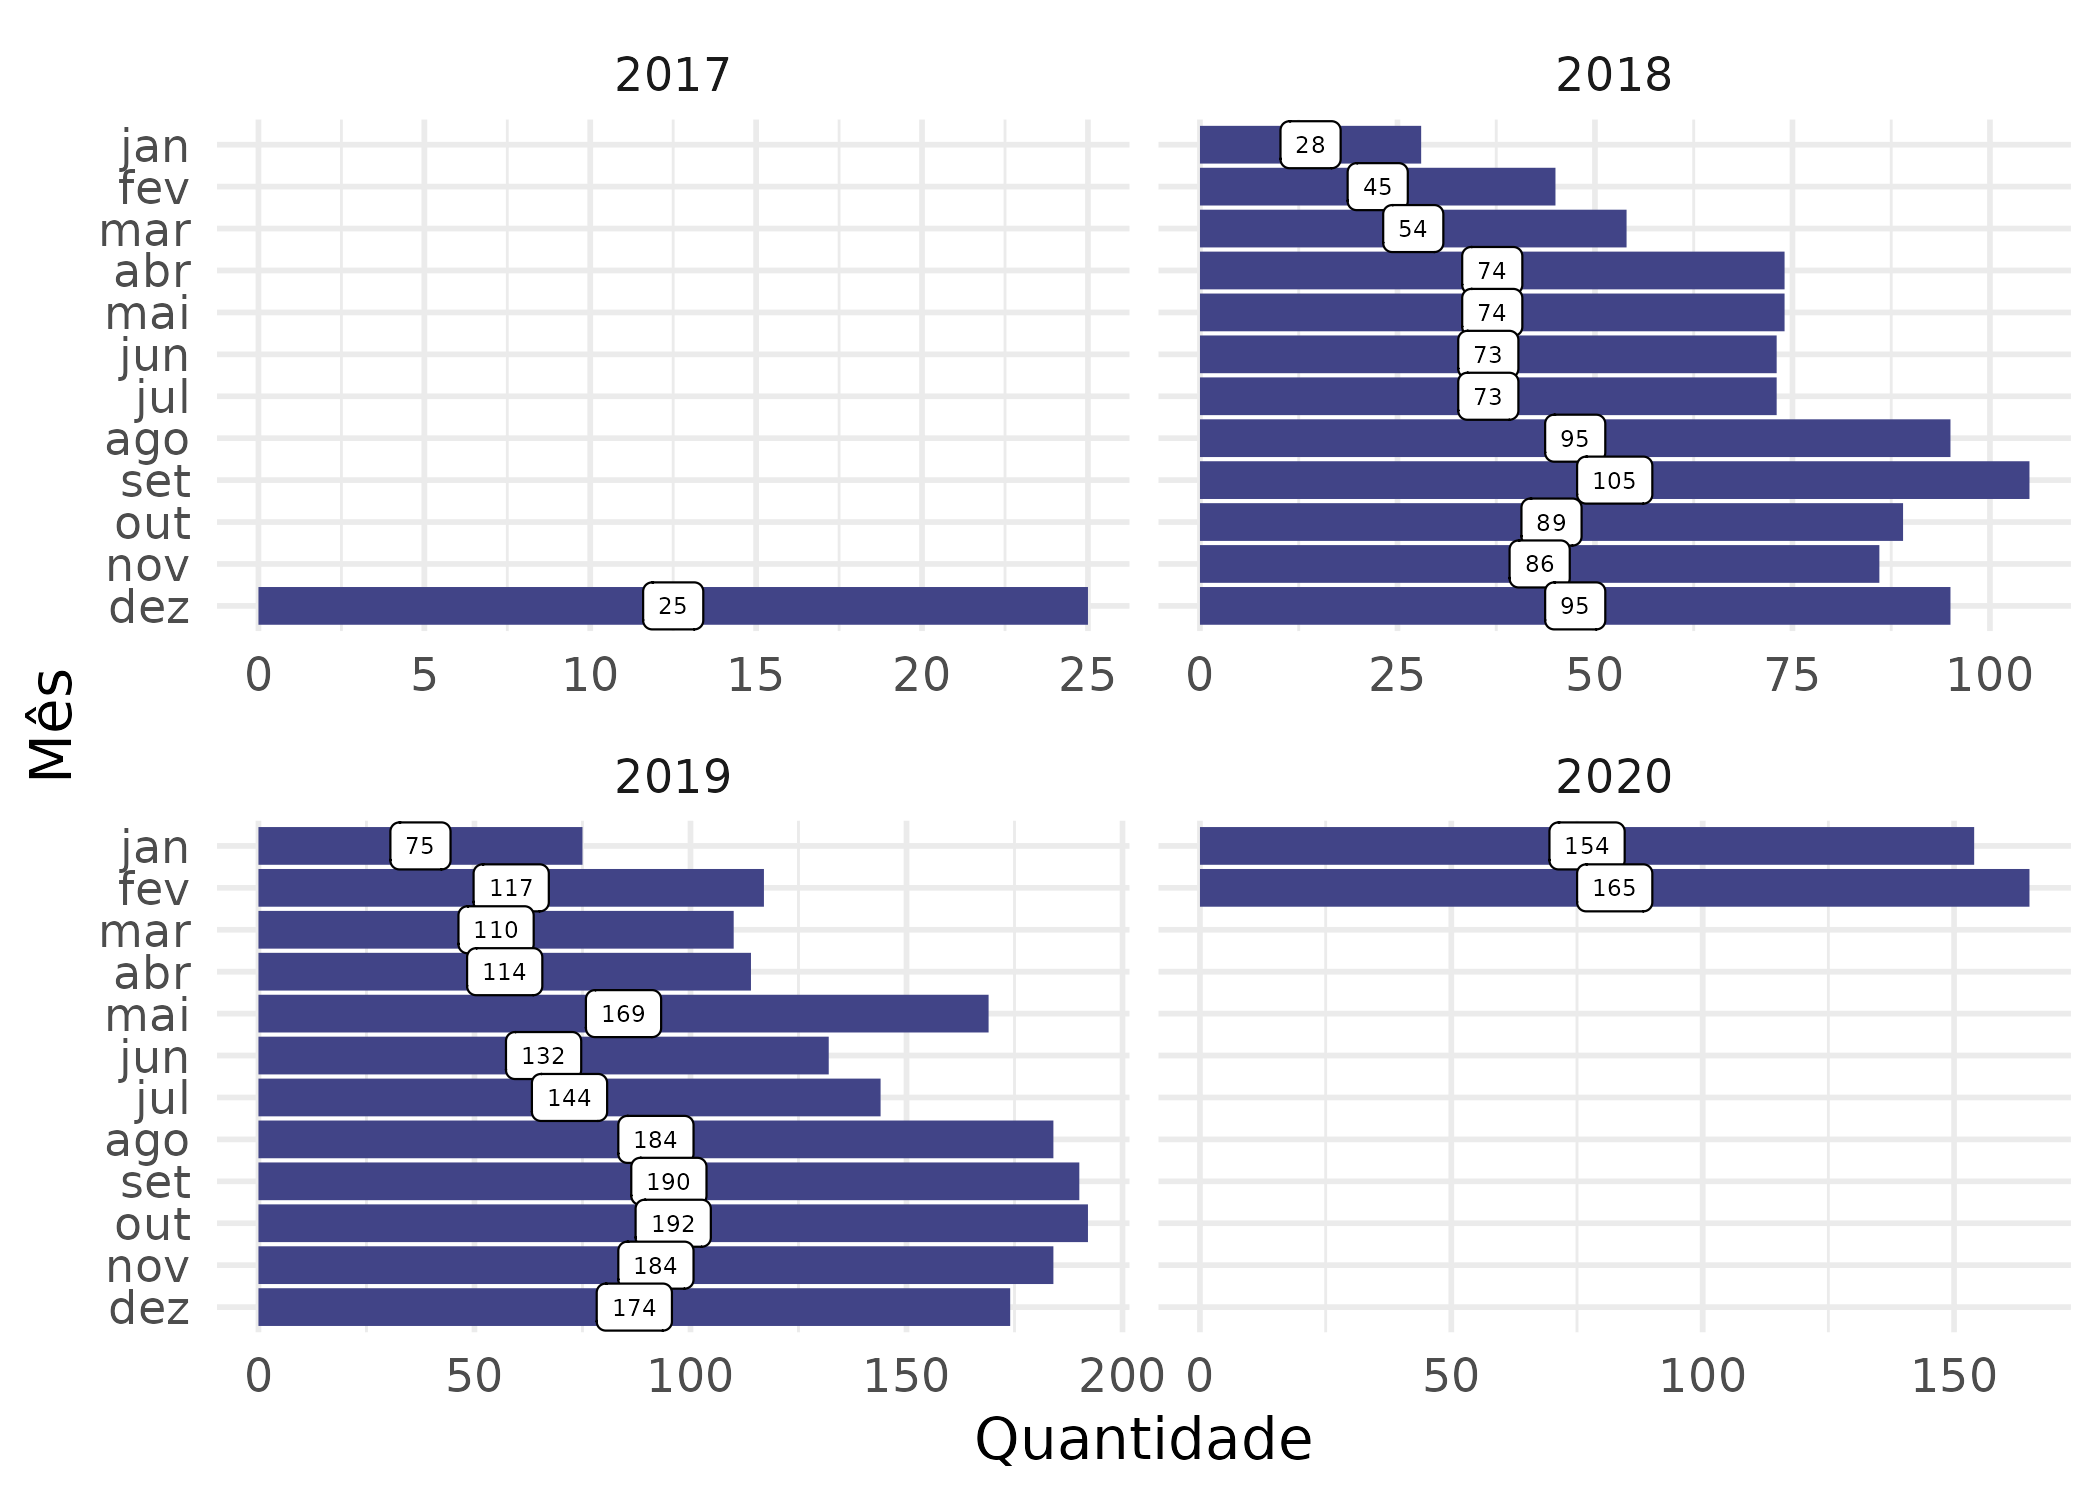 2017
2018
jan 28
fev 45
mar 54
abr 74
mai 74
jun 73
jul 73
ago 95
set 105
out 89
nov 86
dez 25 95
0 5 10 15 20 25
0 25 50 75 100
Mês
2019
2020
jan 75 154
fev 117 165
mar 110
abr 114
mai 169
jun 132
jul 144
ago 184
set 190
out 192
nov 184
dez 174
0 50 100 150 200
0 50 100 150
Quantidade